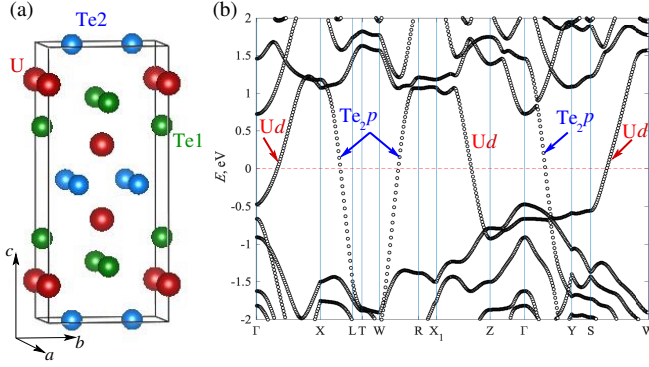 (a)
Te2
U
Te1
c
b
a
(b)
E, eV
2
1.5
1
0.5
0
-0.5
-1
-1.5
-2
Ud
Te₂p
Ud
Te₂p
Ud
Γ X L T W R X₁ Z Γ Y S W